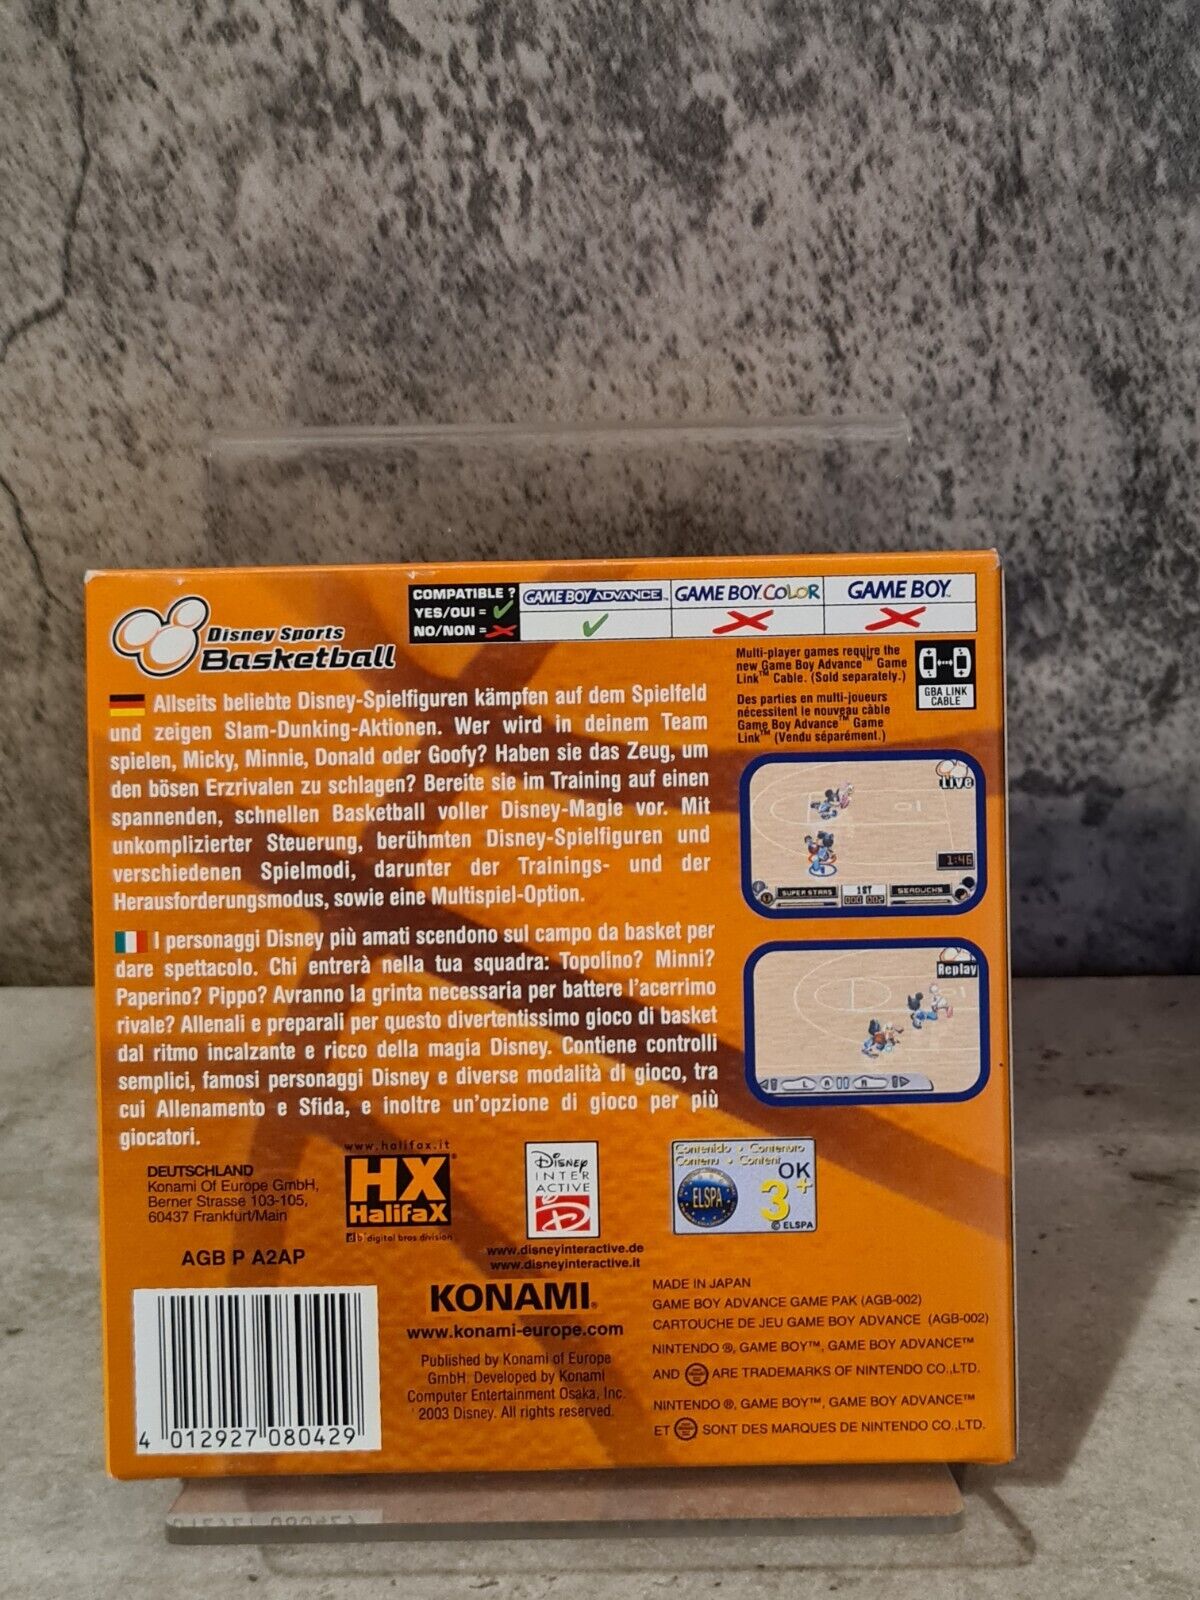 Disney Sports
Basketball
COMPATIBLE ?
YES/OUI =
NO/NON =
GAME BOY ADVANCE™
GAME BOY COLOR
GAME BOY™
Multi-player games require the
new Game Boy Advance™ Game
Link™ Cable. (Sold separately.)
Des parties en multi-joueurs
nécessitent le nouveau câble
Game Boy Advance™ Game
Link™ (Vendu séparément.)
GBA LINK
CABLE
Allseits beliebte Disney-Spielfiguren kämpfen auf dem Spielfeld
und zeigen Slam-Dunking-Aktionen. Wer wird in deinem Team
spielen, Micky, Minnie, Donald oder Goofy? Haben sie das Zeug, um
den bösen Erzrivalen zu schlagen? Bereite sie im Training auf einen
spannenden, schnellen Basketball voller Disney-Magie vor. Mit
unkomplizierter Steuerung, berühmten Disney-Spielfiguren und
verschiedenen Spielmodi, darunter der Trainings- und der
Herausforderungsmodus, sowie eine Multispiel-Option.
I personaggi Disney più amati scendono sul campo da basket per
dare spettacolo. Chi entrerà nella tua squadra: Topolino? Minni?
Paperino? Pippo? Avranno la grinta necessaria per battere l'acerrimo
rivale? Allenali e preparali per questo divertentissimo gioco di basket
dal ritmo incalzante e ricco della magia Disney. Contiene controlli
semplici, famosi personaggi Disney e diverse modalità di gioco, tra
cui Allenamento e Sfida, e inoltre un'opzione di gioco per più
giocatori.
Live
1:46
SUPER STARS
1ST
SEADUCKS
000 002
Replay
L A R
DEUTSCHLAND
Konami Of Europe GmbH,
Berner Strasse 103-105,
60437 Frankfurt/Main
AGB P A2AP
www.halifax.it
HX
HalifaX
db digital bros division
DISNEY
INTER
ACTIVE
D
www.disneyinteractive.de
www.disneyinteractive.it
Contenido • Contenuto
Contenu • Content
ELSPA
OK
3+
© ELSPA
KONAMI®
www.konami-europe.com
Published by Konami of Europe
GmbH. Developed by Konami
Computer Entertainment Osaka, Inc.
2003 Disney. All rights reserved.
MADE IN JAPAN
GAME BOY ADVANCE GAME PAK (AGB-002)
CARTOUCHE DE JEU GAME BOY ADVANCE (AGB-002)
NINTENDO ®, GAME BOY™, GAME BOY ADVANCE™
AND ARE TRADEMARKS OF NINTENDO CO.,LTD.
NINTENDO ®, GAME BOY™, GAME BOY ADVANCE™
ET SONT DES MARQUES DE NINTENDO CO.,LTD.
4 012927 080429